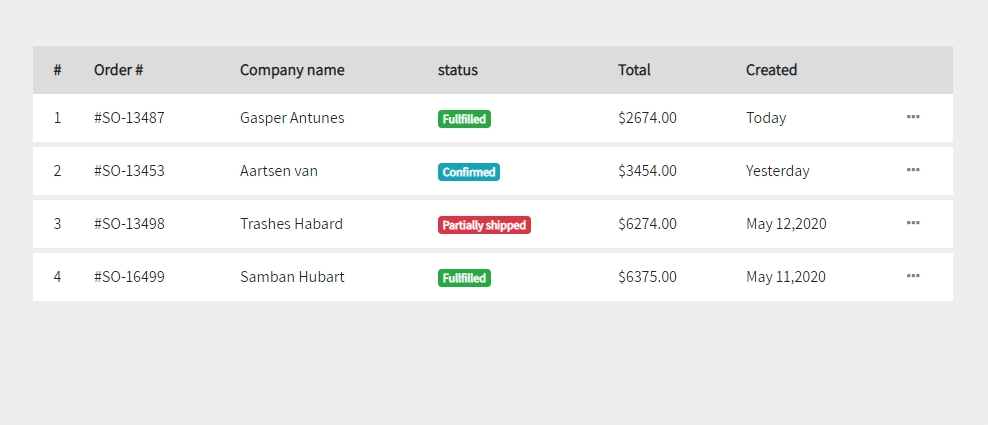 # Order # Company name status Total Created
1 #SO-13487 Gasper Antunes Fullfilled $2674.00 Today
2 #SO-13453 Aartsen van Confirmed $3454.00 Yesterday
3 #SO-13498 Trashes Habard Partially shipped $6274.00 May 12,2020
4 #SO-16499 Samban Hubart Fullfilled $6375.00 May 11,2020